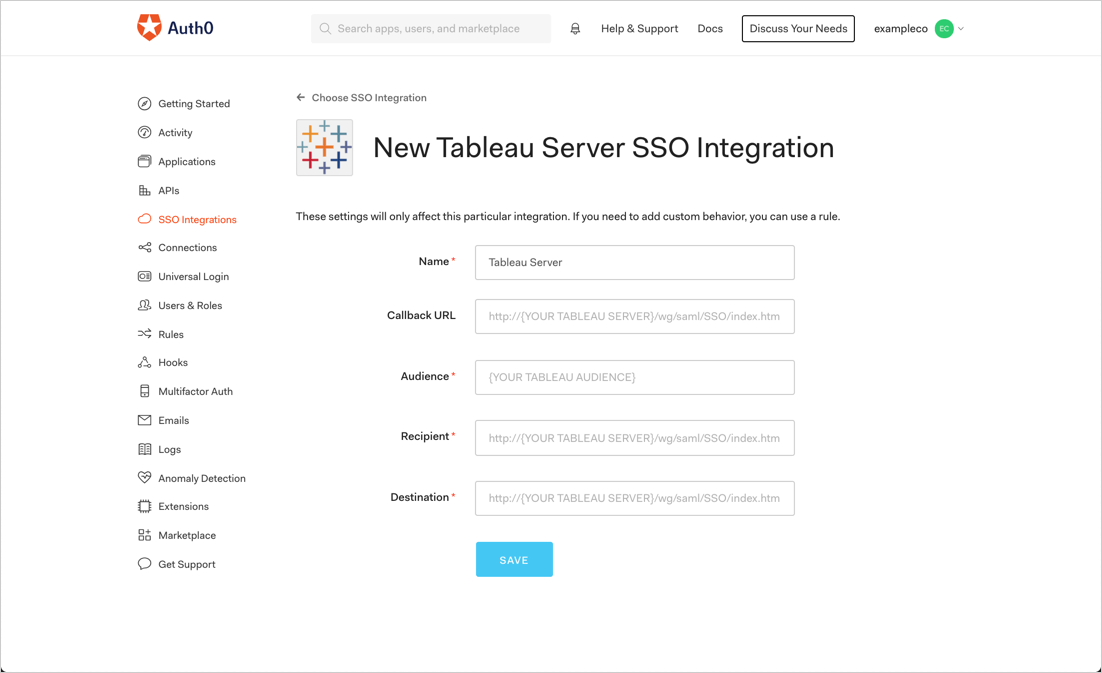 Auth0
Search apps, users, and marketplace
Help & Support
Docs
Discuss Your Needs
exampleco
EC
Getting Started
Activity
Applications
APIs
SSO Integrations
Connections
Universal Login
Users & Roles
Rules
Hooks
Multifactor Auth
Emails
Logs
Anomaly Detection
Extensions
Marketplace
Get Support
Choose SSO Integration
New Tableau Server SSO Integration
These settings will only affect this particular integration. If you need to add custom behavior, you can use a rule.
Name *
Tableau Server
Callback URL
http://{YOUR TABLEAU SERVER}/wg/saml/SSO/index.htm
Audience *
{YOUR TABLEAU AUDIENCE}
Recipient *
http://{YOUR TABLEAU SERVER}/wg/saml/SSO/index.htm
Destination *
http://{YOUR TABLEAU SERVER}/wg/saml/SSO/index.htm
SAVE